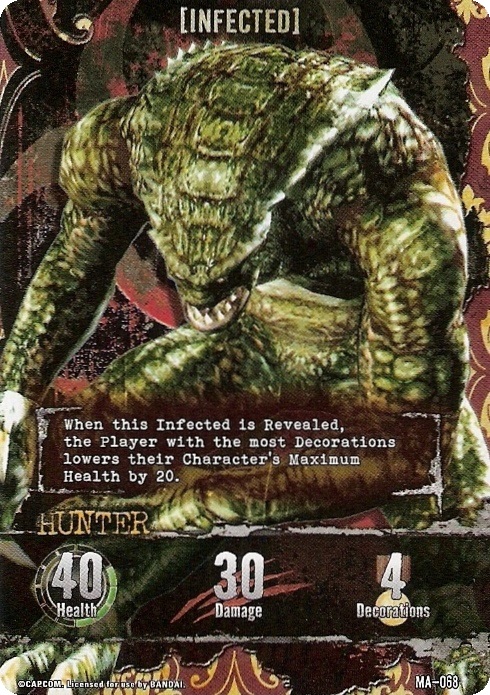 [INFECTED]
When this Infected is Revealed,
the Player with the most Decorations
lowers their Character's Maximum
Health by 20.
HUNTER
40 30 4
Health Damage Decorations
©CAPCOM. Licensed for use by BANDAI. MA-068